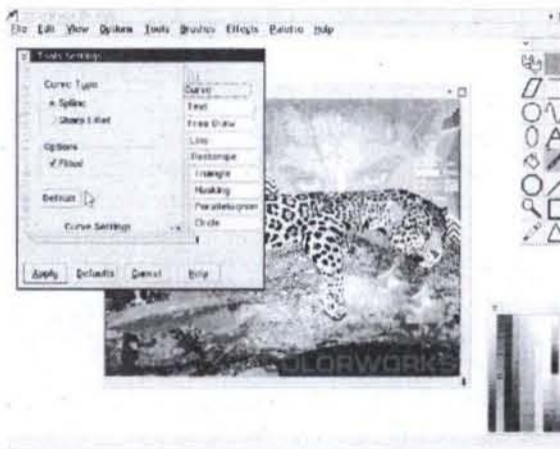 File Edit View Options Tools Brushes Effects Palette Help
Tools Settings
Curve Type
Spline
Options
Filled
Default
Curve Settings
Curve
Text
Free Draw
Line
Rectangle
Triangle
Masking
Parallelogram
Circle
Apply Defaults Cancel Help
COLORWORKS